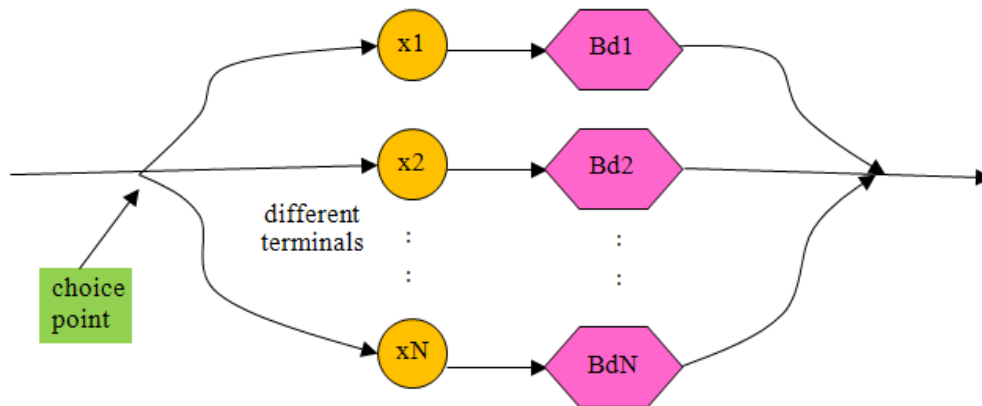 x1
Bd1
x2
Bd2
different
terminals
:
:
:
:
choice
point
xN
BdN